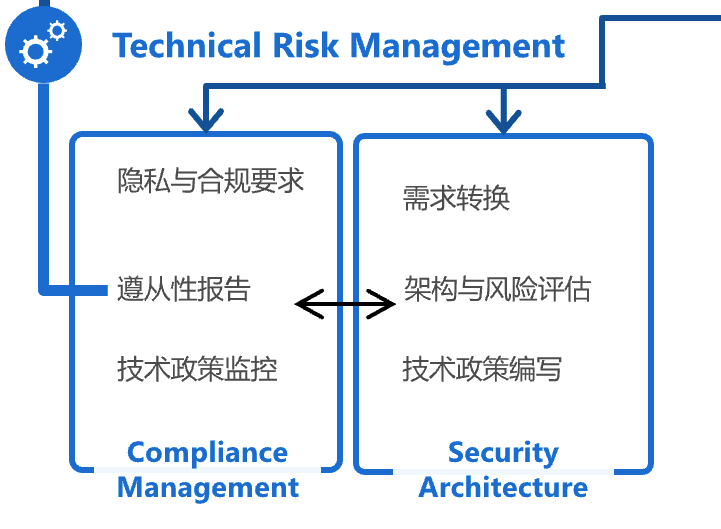 Technical Risk Management
隐私与合规要求
遵从性报告
技术政策监控
Compliance
Management
需求转换
架构与风险评估
技术政策编写
Security
Architecture